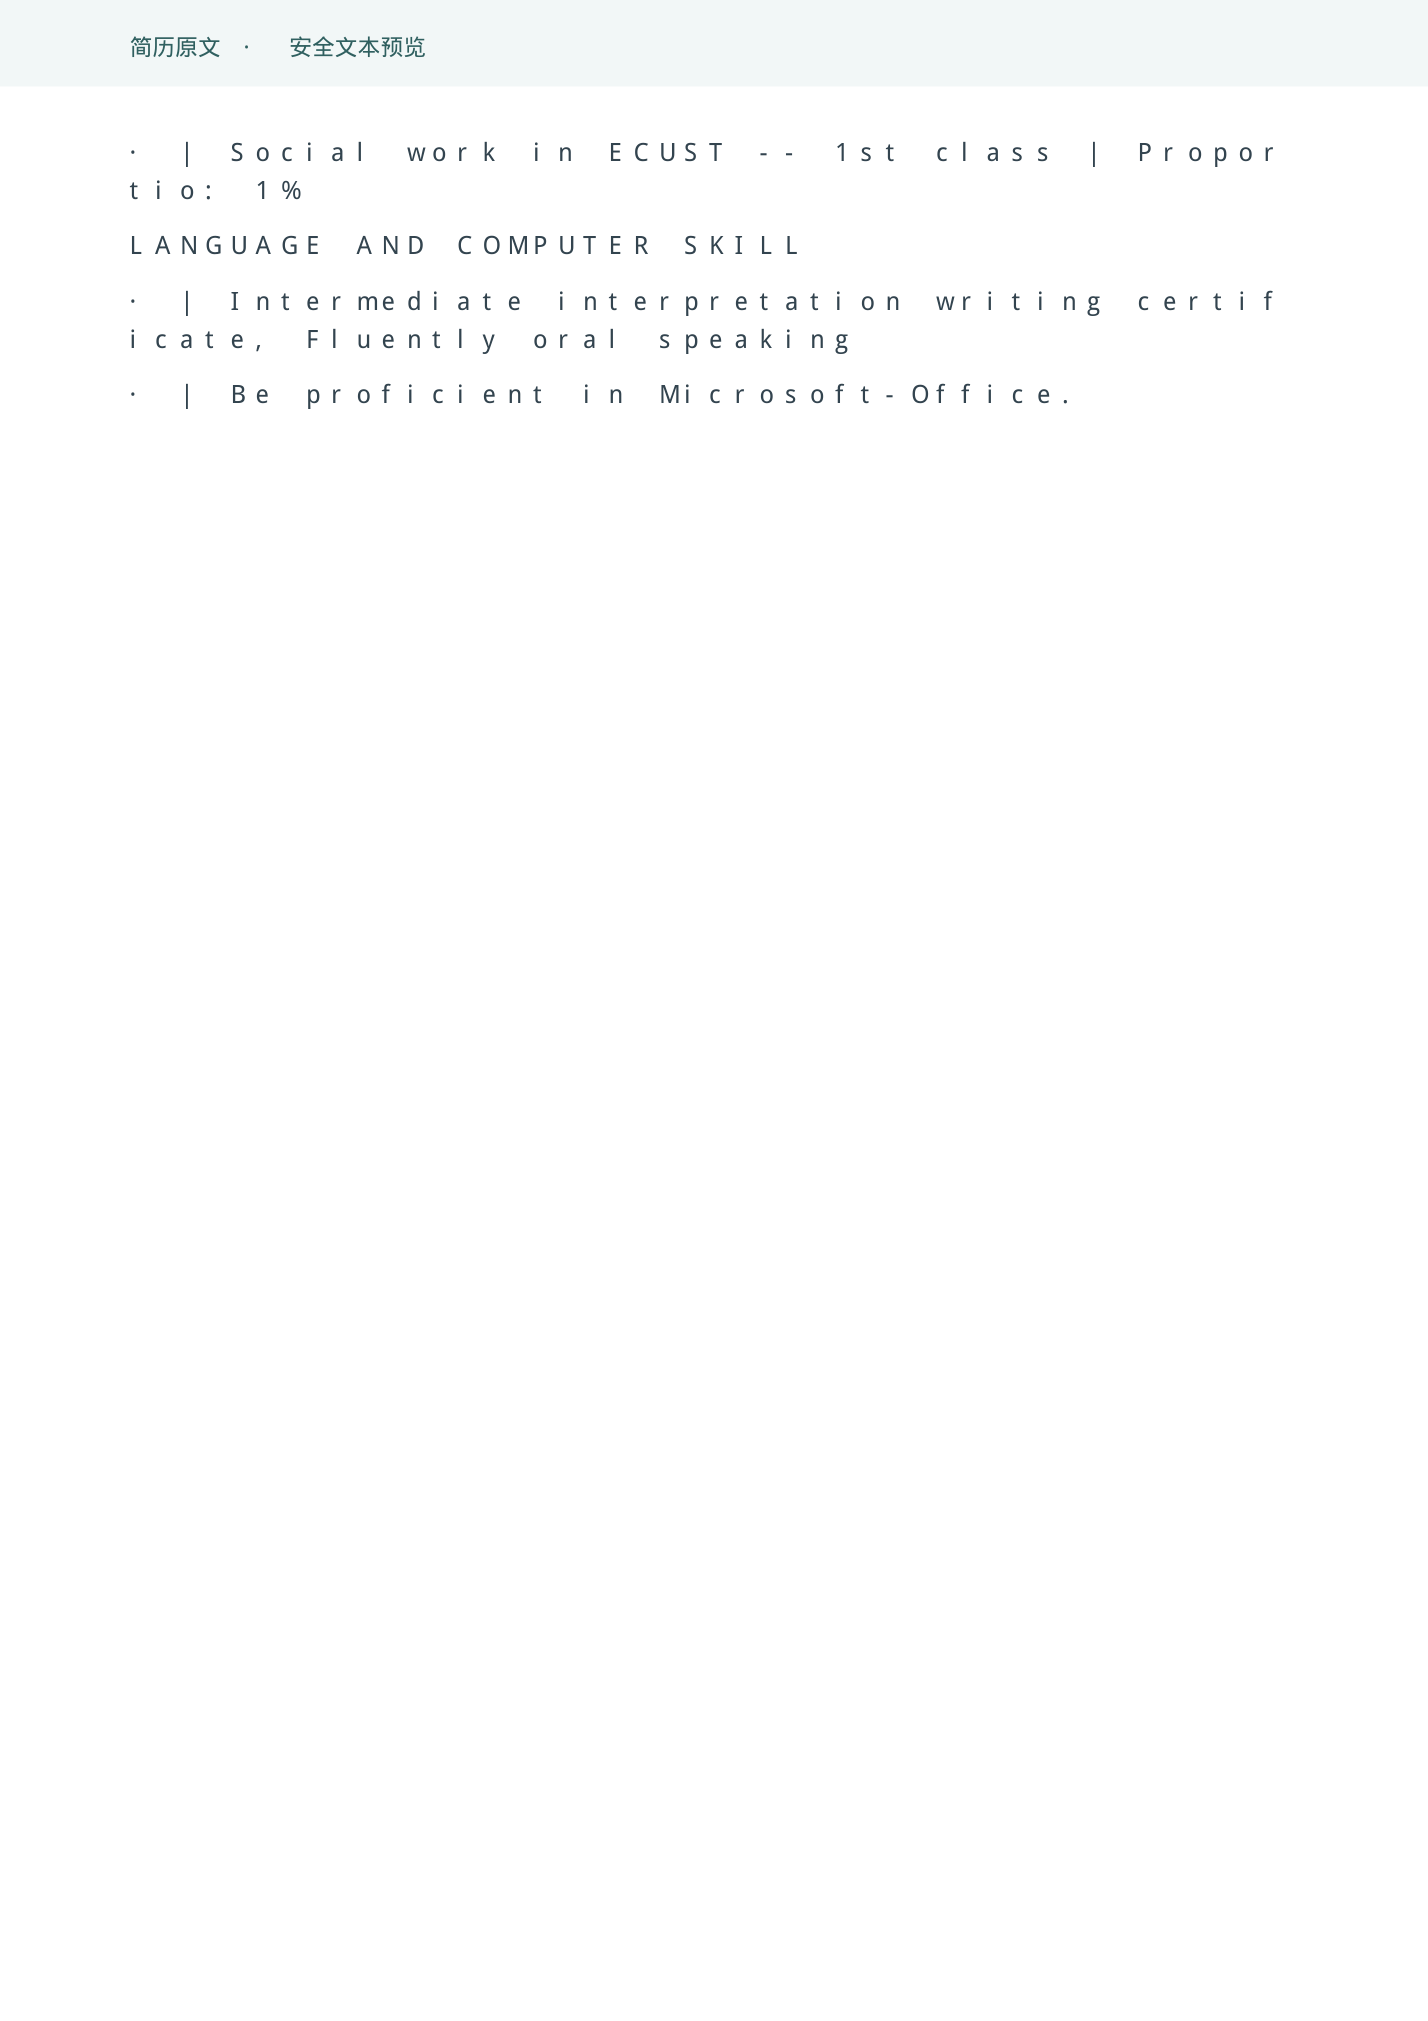 简历原文 · 安全文本预览
· | Social work in ECUST -- 1st class | Propor
tio: 1%
LANGUAGE AND COMPUTER SKILL
· | Intermediate interpretation writing certif
icate, Fluently oral speaking
· | Be proficient in Microsoft-Office.